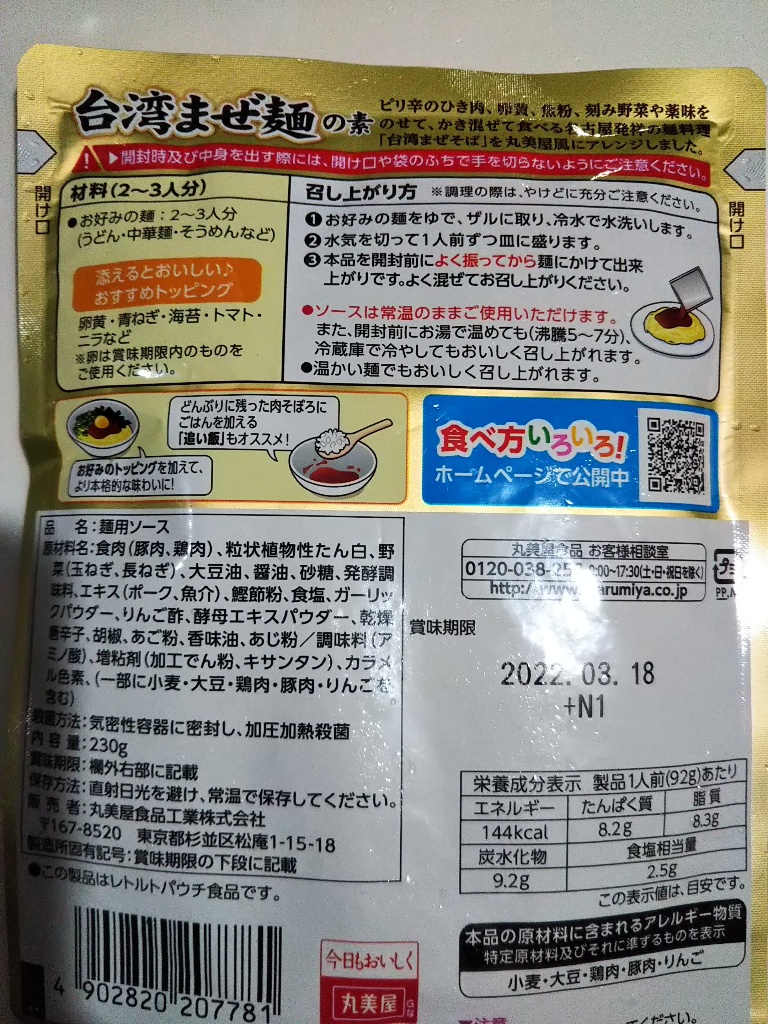 台湾まぜ麺の素
ピリ辛のひき肉、卵黄、魚粉、刻み野菜や薬味を
のせて、かき混ぜて食べる名古屋発祥の麺料理
「台湾まぜそば」を丸美屋風にアレンジしました。
▶開封時及び中身を出す際には、開け口や袋のふちで手を切らないようにご注意ください。
開け口
開け口
材料(2〜3人分)
●お好みの麺:2〜3人分
(うどん・中華麺・そうめんなど)
添えるとおいしい♪
おすすめトッピング
卵黄・青ねぎ・海苔・トマト・
ニラなど
※卵は賞味期限内のものを
ご使用ください。
召し上がり方 ※調理の際は、やけどに充分ご注意ください。
❶お好みの麺をゆで、ザルに取り、冷水で水洗いします。
❷水気を切って1人前ずつ皿に盛ります。
❸本品を開封前によく振ってから麺にかけて出来
上がりです。よく混ぜてお召し上がりください。
●ソースは常温のままご使用いただけます。
また、開封前にお湯で温めても(沸騰5〜7分)、
冷蔵庫で冷やしてもおいしく召し上がれます。
●温かい麺でもおいしく召し上がれます。
どんぶりに残った肉そぼろに
ごはんを加える
「追い飯」もオススメ!
お好みのトッピングを加えて、
より本格的な味わいに!
食べ方いろいろ!
ホームページで公開中
品 名:麺用ソース
原材料名:食肉(豚肉、鶏肉)、粒状植物性たん白、野
菜(玉ねぎ、長ねぎ)、大豆油、醤油、砂糖、発酵調
味料、エキス(ポーク、魚介)、鰹節粉、食塩、ガーリッ
クパウダー、りんご酢、酵母エキスパウダー、乾燥
唐辛子、胡椒、あご粉、香味油、あじ粉/調味料(ア
ミノ酸)、増粘剤(加工でん粉、キサンタン)、カラメ
ル色素、(一部に小麦・大豆・鶏肉・豚肉・りんごを
含む)
殺菌方法:気密性容器に密封し、加圧加熱殺菌
内 容 量:230g
賞味期限:欄外右部に記載
保存方法:直射日光を避け、常温で保存してください。
販 売 者:丸美屋食品工業株式会社
〒167-8520 東京都杉並区松庵1-15-18
製造所固有記号:賞味期限の下段に記載
●この製品はレトルトパウチ食品です。
丸美屋食品 お客様相談室
0120-038-25 9:00〜17:30(土・日・祝日を除く)
http://www. arumiya.co.jp
プラ
PP,M
賞味期限
2022.03.18
+N1
栄養成分表示 製品1人前(92g)あたり
エネルギー たんぱく質 脂質
144kcal 8.2g 8.3g
炭水化物 食塩相当量
9.2g 2.5g
この表示値は、目安です。
本品の原材料に含まれるアレルギー物質
特定原材料及びそれに準ずるものを表示
小麦・大豆・鶏肉・豚肉・りんご
4 902820 207781
今日もおいしく
丸美屋
注意
てください。